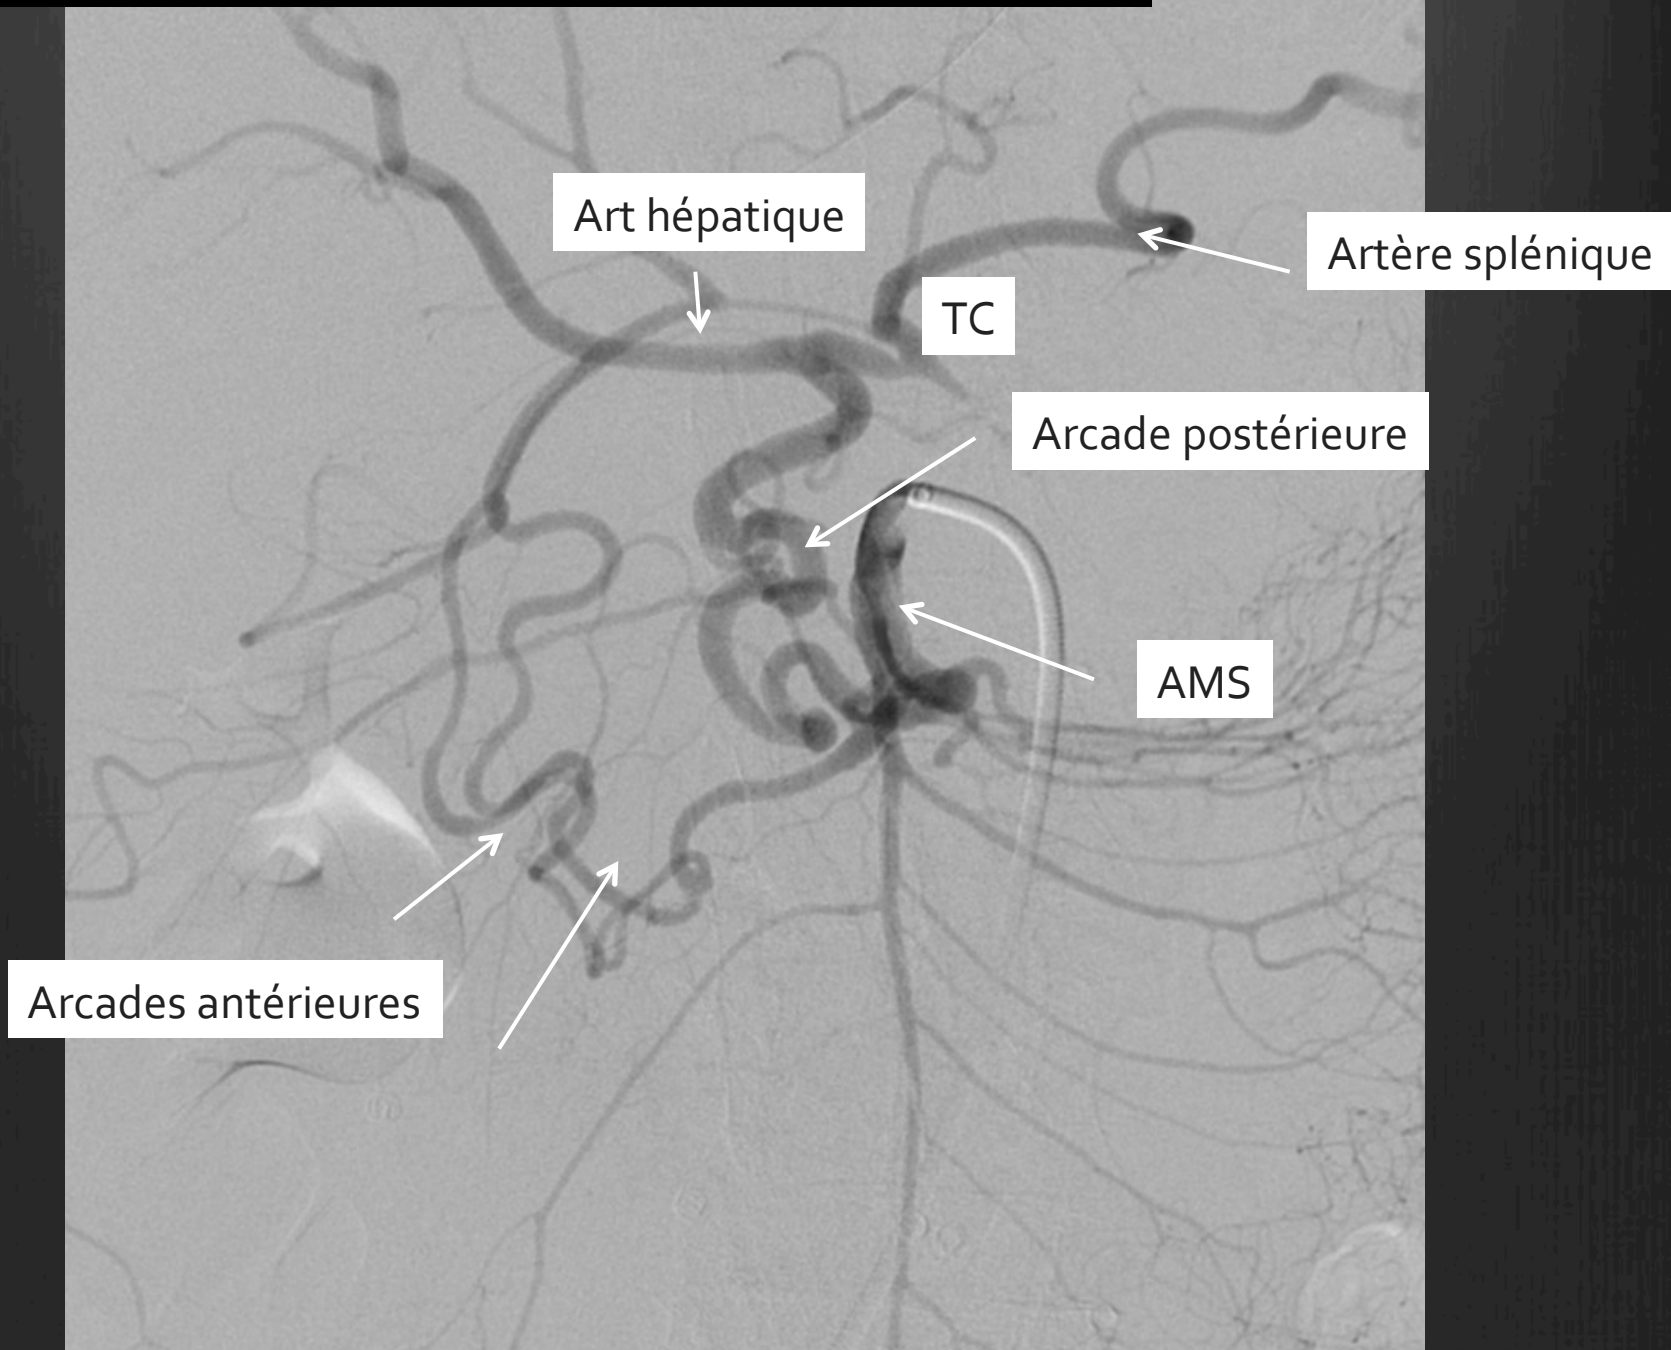 Art hépatique
Artère splénique
TC
Arcade postérieure
AMS
Arcades antérieures